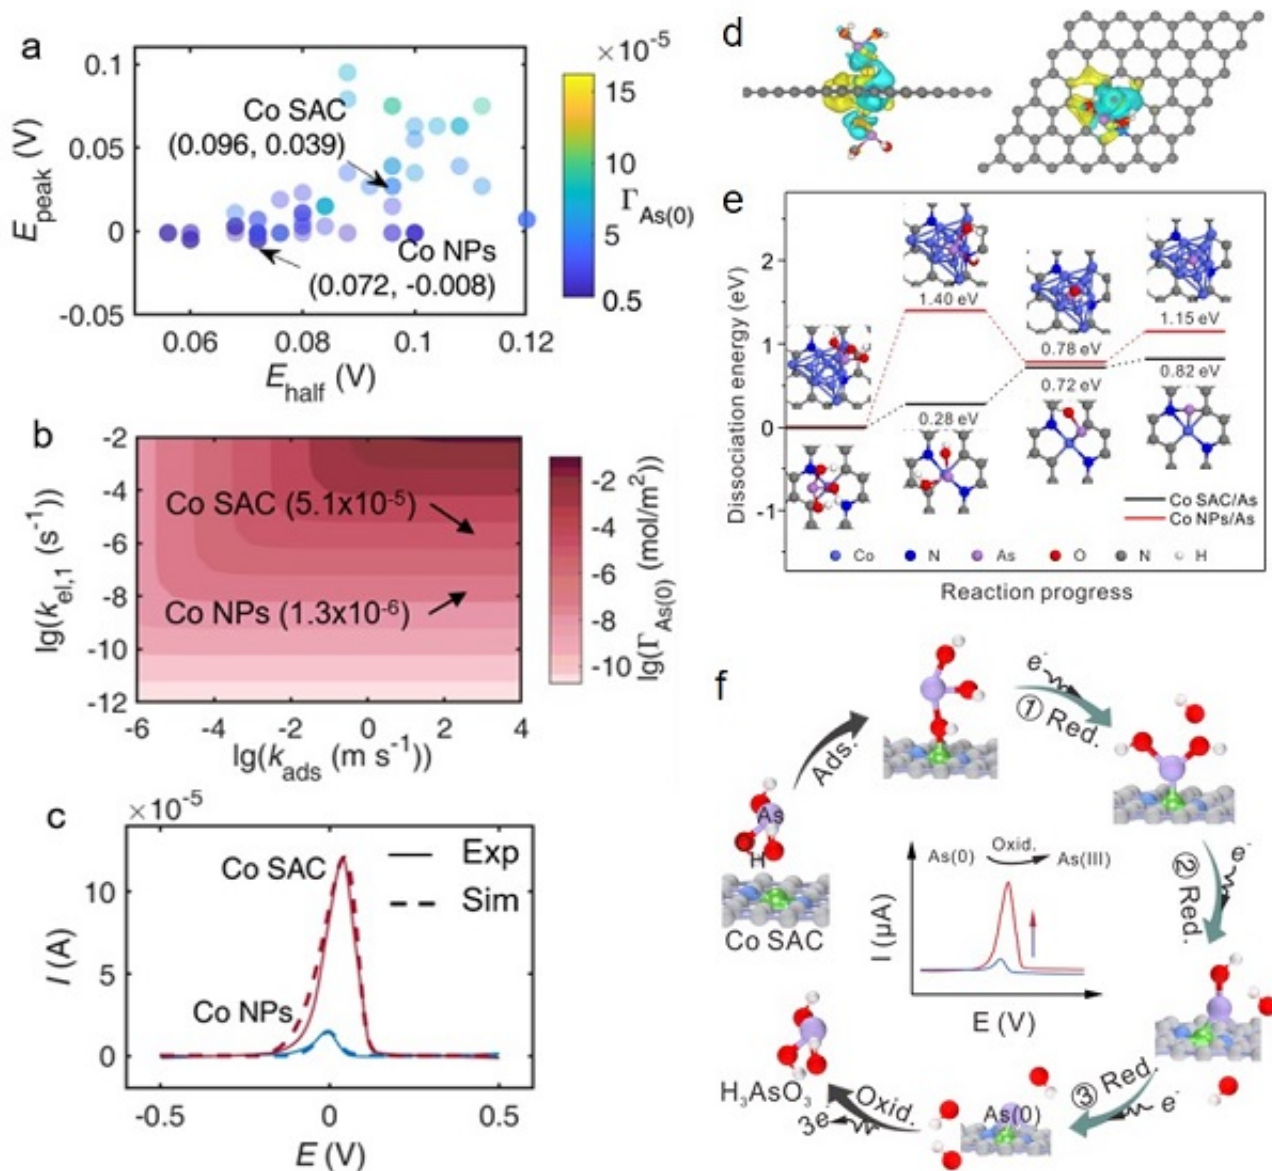 a
×10⁻⁵
E_peak (V)
0.1
0.05
0
-0.05
Co SAC
(0.096, 0.039)
Co NPs
(0.072, -0.008)
0.06
0.08
0.1
0.12
E_half (V)
15
10
5
0.5
Γ_As(0)
b
lg(k_el,1 (s⁻¹))
-2
-4
-6
-8
-10
-12
Co SAC (5.1x10⁻⁵)
Co NPs (1.3x10⁻⁶)
-6
-4
-2
0
2
4
lg(k_ads (m s⁻¹))
-2
-4
-6
-8
-10
lg(Γ_As(0) (mol/m²))
c
×10⁻⁵
I (A)
10
5
0
Co SAC
Co NPs
Exp
Sim
-0.5
0
0.5
E (V)
d
e
Dissociation energy (eV)
2
1
0
-1
1.40 eV
0.78 eV
1.15 eV
0.28 eV
0.72 eV
0.82 eV
Co SAC/As
Co NPs/As
Co N As O N H
Reaction progress
f
Ads.
e⁻
① Red.
As
H
Co SAC
As(0) Oxid. As(III)
I (µA)
E (V)
e⁻
② Red.
③ Red.
e⁻
As(0)
Oxid.
3e⁻
H₃AsO₃